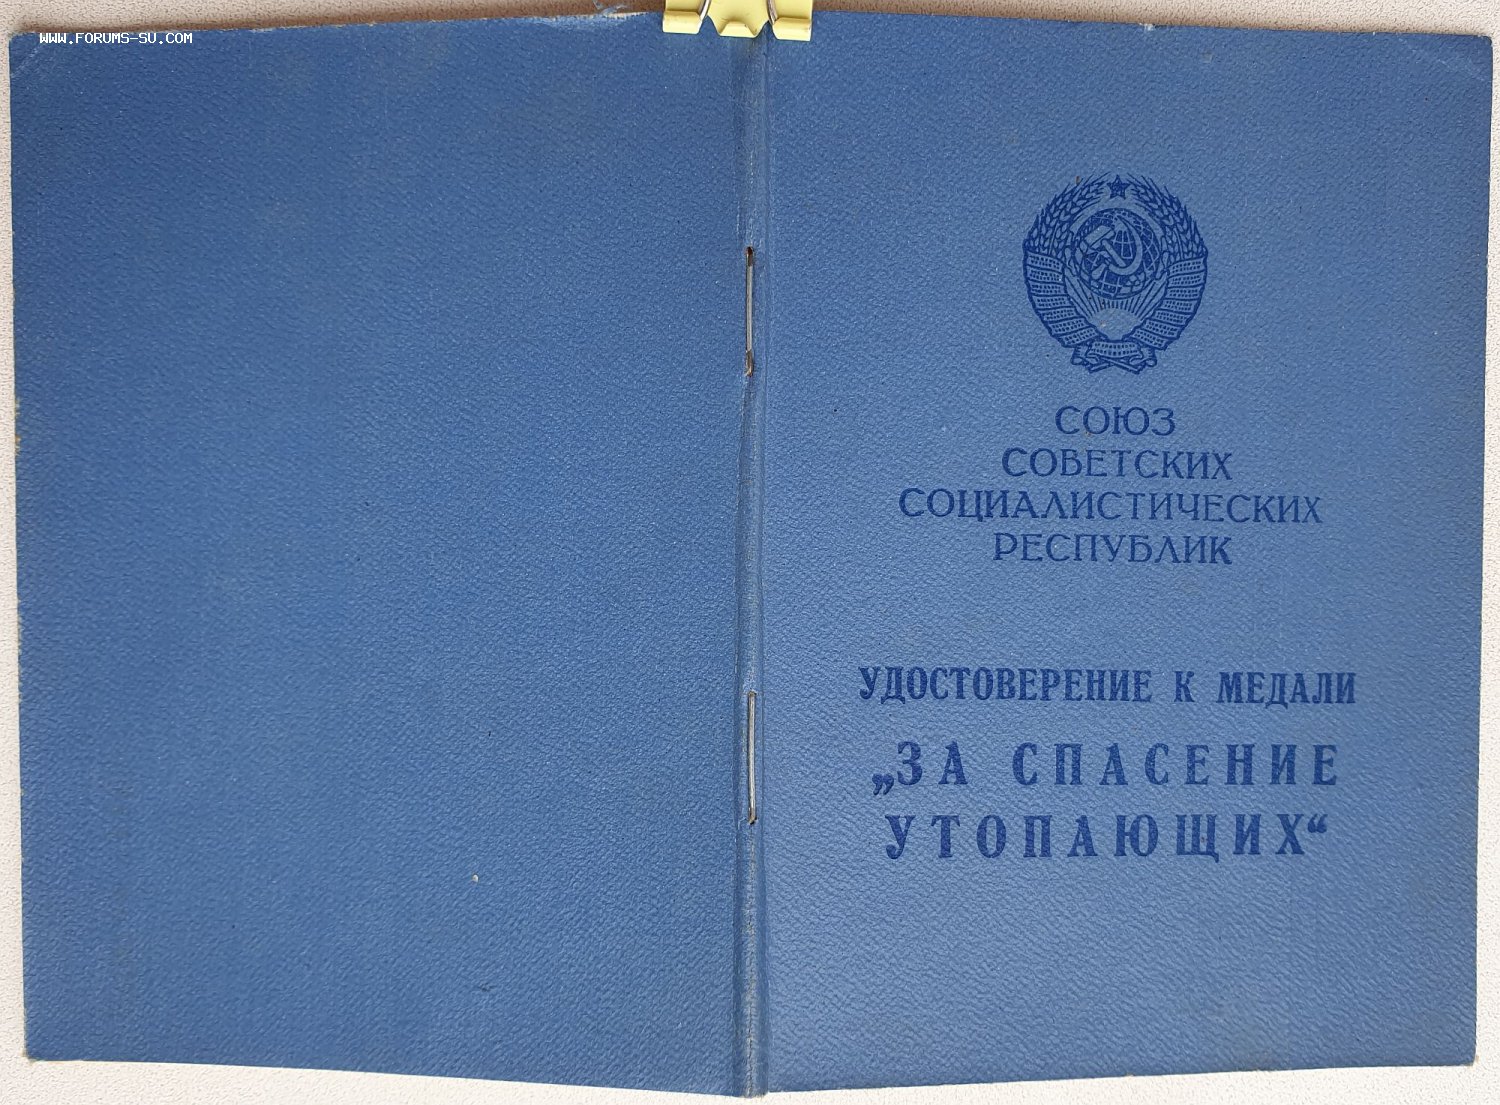 WWW.FORUMS-SU.COM
СОЮЗ
СОВЕТСКИХ
СОЦИАЛИСТИЧЕСКИХ
РЕСПУБЛИК
УДОСТОВЕРЕНИЕ К МЕДАЛИ
„ЗА СПАСЕНИЕ
УТОПАЮЩИХ“